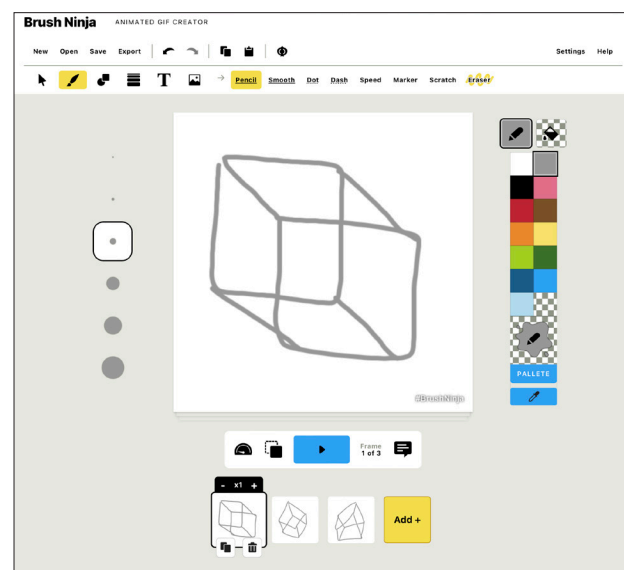 Brush Ninja ANIMATED GIF CREATOR
New Open Save Export Settings Help
T Pencil Smooth Dot Dash Speed Marker Scratch Eraser
#BrushNinja
PALLETE
Frame
1 of 3
- x1 +
Add +